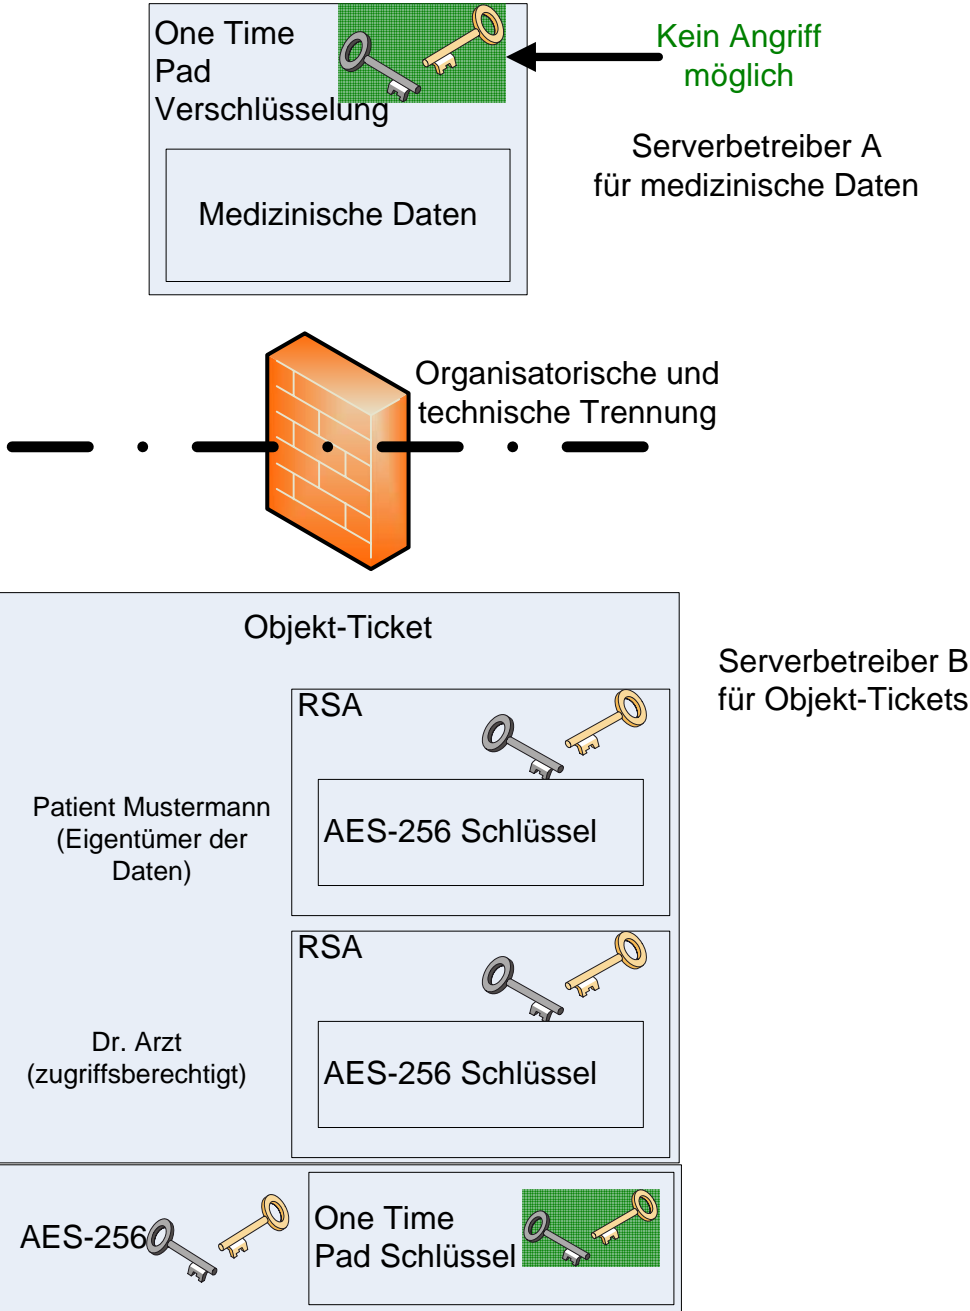 One Time
Pad
Verschlüsselung
Kein Angriff
möglich
Serverbetreiber A
für medizinische Daten
Medizinische Daten
Organisatorische und
technische Trennung
Objekt-Ticket
Serverbetreiber B
für Objekt-Tickets
RSA
Patient Mustermann
(Eigentümer der
Daten)
AES-256 Schlüssel
RSA
Dr. Arzt
(zugriffsberechtigt)
AES-256 Schlüssel
AES-256
One Time
Pad Schlüssel